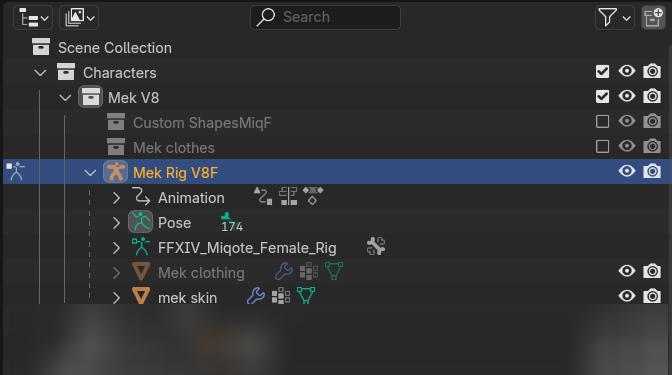 Search
Scene Collection
Characters
Mek V8
Custom ShapesMiqF
Mek clothes
Mek Rig V8F
Animation
Pose 174
FFXIV_Miqote_Female_Rig
Mek clothing
mek skin